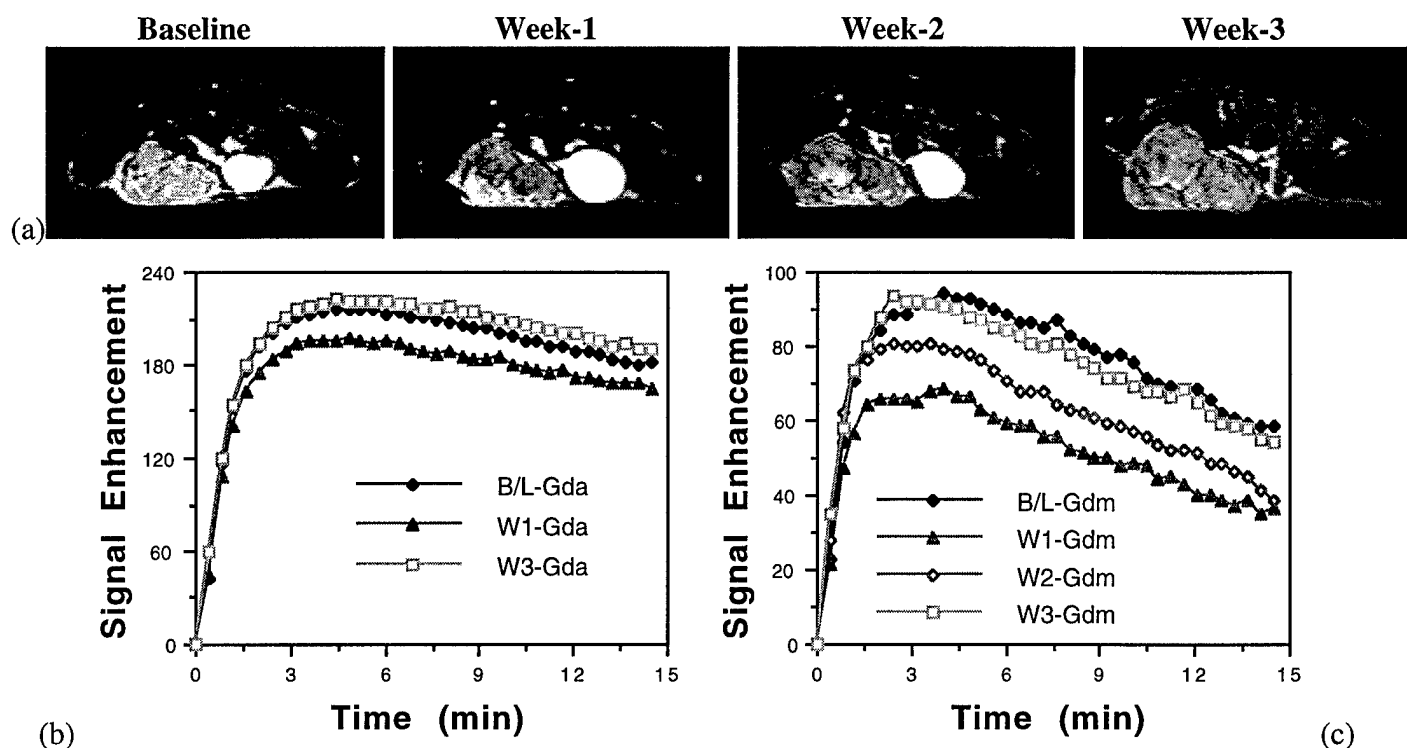 Baseline Week-1 Week-2 Week-3
(a)
240
180
120
60
0
Signal Enhancement
B/L-Gda
W1-Gda
W3-Gda
0 3 6 9 12 15
Time (min)
(b)
100
80
60
40
20
0
Signal Enhancement
B/L-Gdm
W1-Gdm
W2-Gdm
W3-Gdm
0 3 6 9 12 15
Time (min)
(c)